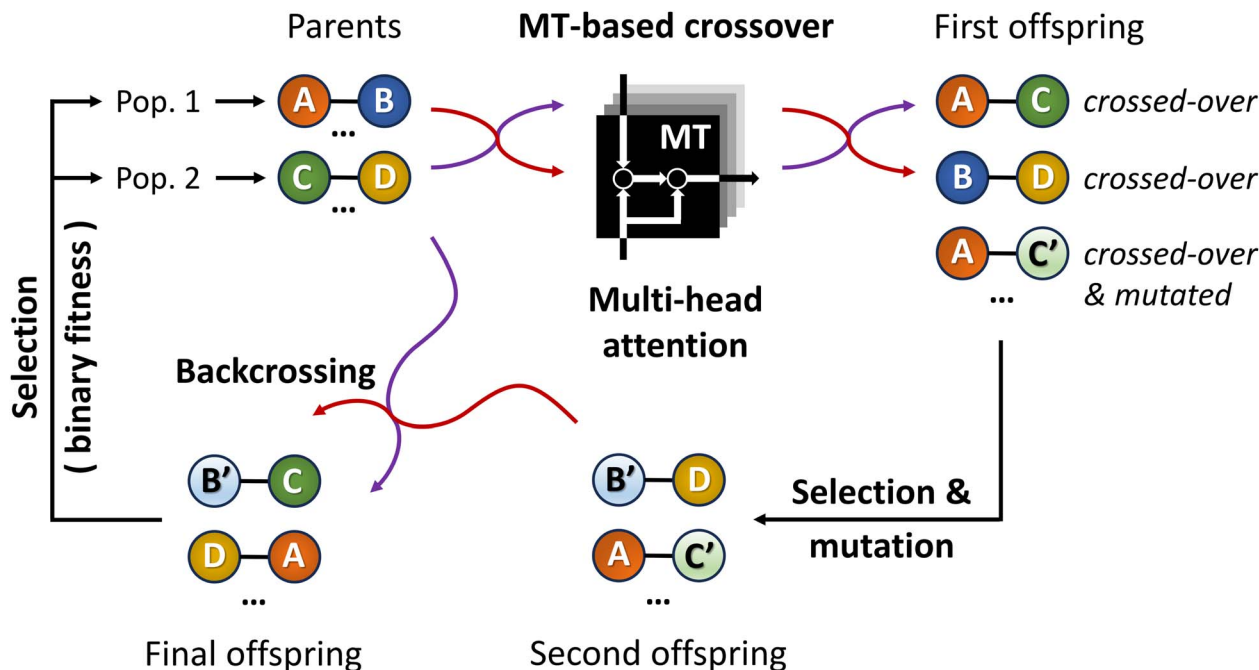 Parents
MT-based crossover
First offspring
Pop. 1
A
B
...
Pop. 2
C
D
...
MT
Multi-head
attention
A
C
crossed-over
B
D
crossed-over
A
C’
crossed-over
& mutated
...
Selection
( binary fitness )
Backcrossing
B’
C
D
A
...
Final offspring
B’
D
A
C’
...
Second offspring
Selection &
mutation